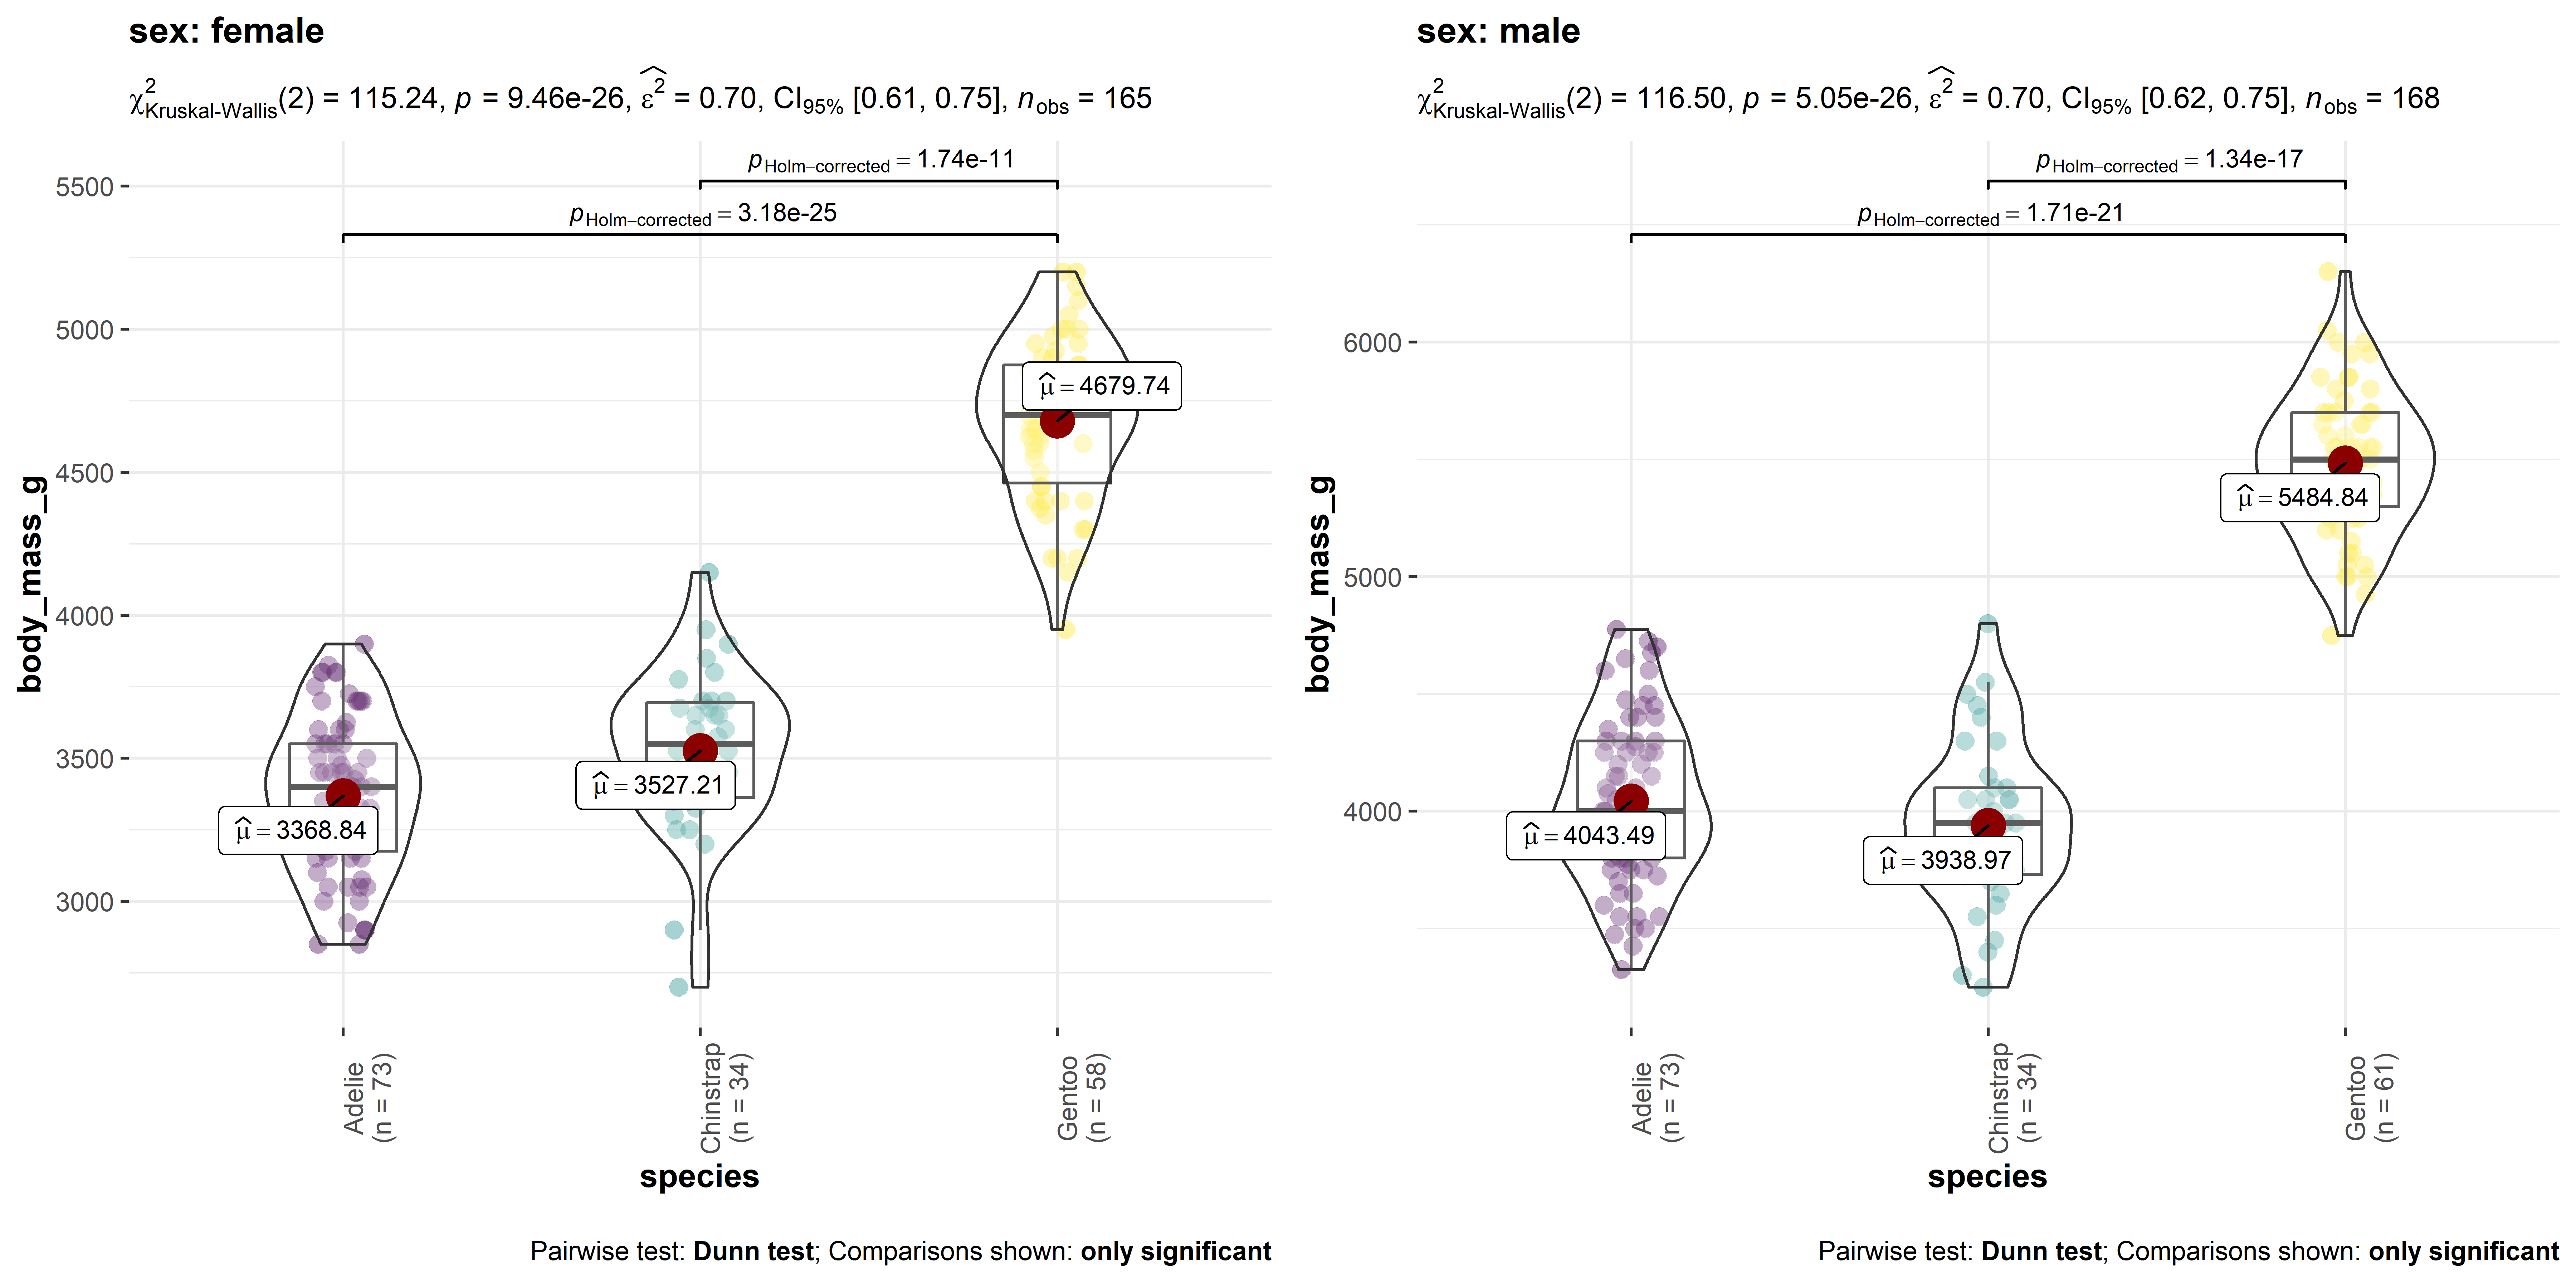 sex: female
χ²Kruskal-Wallis(2) = 115.24, p = 9.46e-26, ε̂² = 0.70, CI95% [0.61, 0.75], nobs = 165
pHolm−corrected = 1.74e-11
5500
pHolm−corrected = 3.18e-25
5000
μ̂ = 4679.74
4500
4000
3500
μ̂ = 3527.21
μ̂ = 3368.84
3000
body_mass_g
Adelie
(n = 73)
Chinstrap
(n = 34)
Gentoo
(n = 58)
species
Pairwise test: Dunn test; Comparisons shown: only significant
sex: male
χ²Kruskal-Wallis(2) = 116.50, p = 5.05e-26, ε̂² = 0.70, CI95% [0.62, 0.75], nobs = 168
pHolm−corrected = 1.34e-17
pHolm−corrected = 1.71e-21
6000
μ̂ = 5484.84
5000
4000
μ̂ = 4043.49
μ̂ = 3938.97
body_mass_g
Adelie
(n = 73)
Chinstrap
(n = 34)
Gentoo
(n = 61)
species
Pairwise test: Dunn test; Comparisons shown: only significant